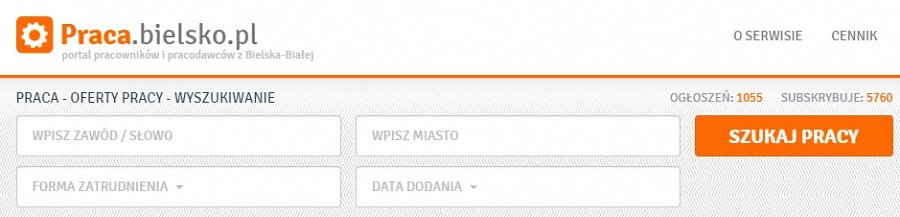 Praca.bielsko.pl
portal pracowników i pracodawców z Bielska-Białej
O SERWISIE CENNIK
PRACA - OFERTY PRACY - WYSZUKIWANIE
OGŁOSZEŃ: 1055 SUBSKRYBUJE: 5760
WPISZ ZAWÓD / SŁOWO
WPISZ MIASTO
SZUKAJ PRACY
FORMA ZATRUDNIENIA
DATA DODANIA